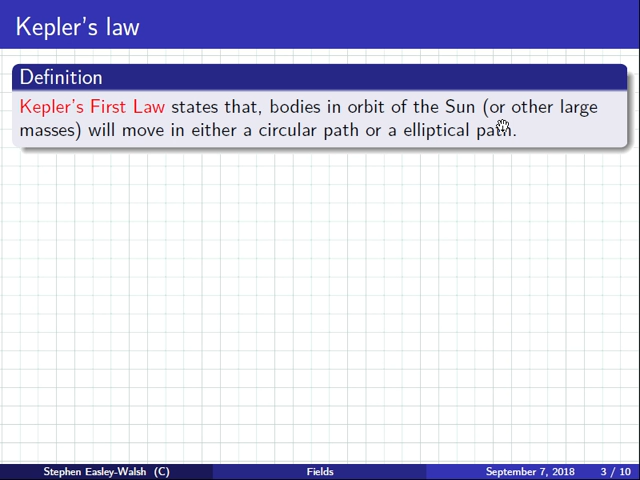 Kepler's law
Definition
Kepler's First Law states that, bodies in orbit of the Sun (or other large
masses) will move in either a circular path or a elliptical path.
Stephen Easley-Walsh (C) Fields September 7, 2018 3 / 10